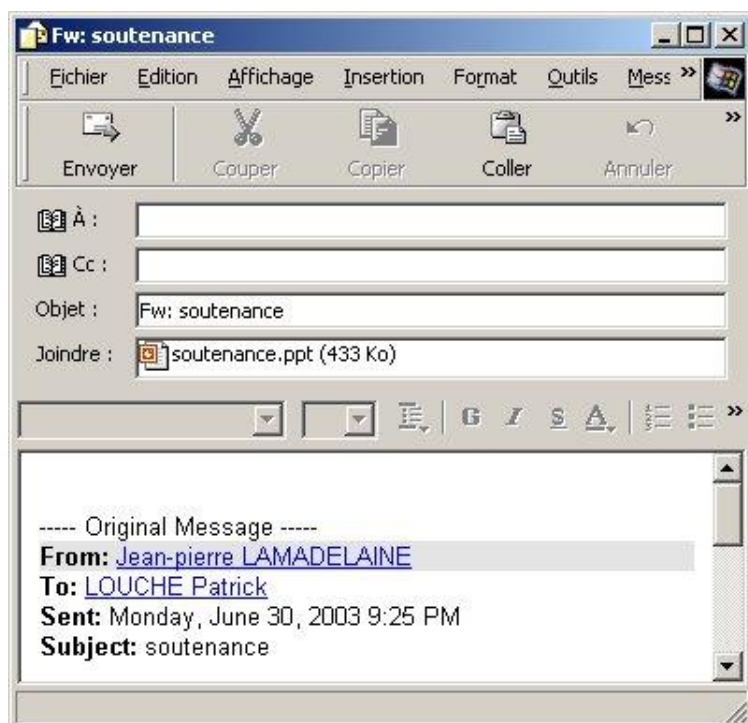 Fw: soutenance
Fichier Edition Affichage Insertion Format Outils Mess »
Envoyer Couper Copier Coller Annuler »
À :
Cc :
Objet : Fw: soutenance
Joindre : soutenance.ppt (433 Ko)
G I S A »
----- Original Message -----
From: Jean-pierre LAMADELAINE
To: LOUCHE Patrick
Sent: Monday, June 30, 2003 9:25 PM
Subject: soutenance